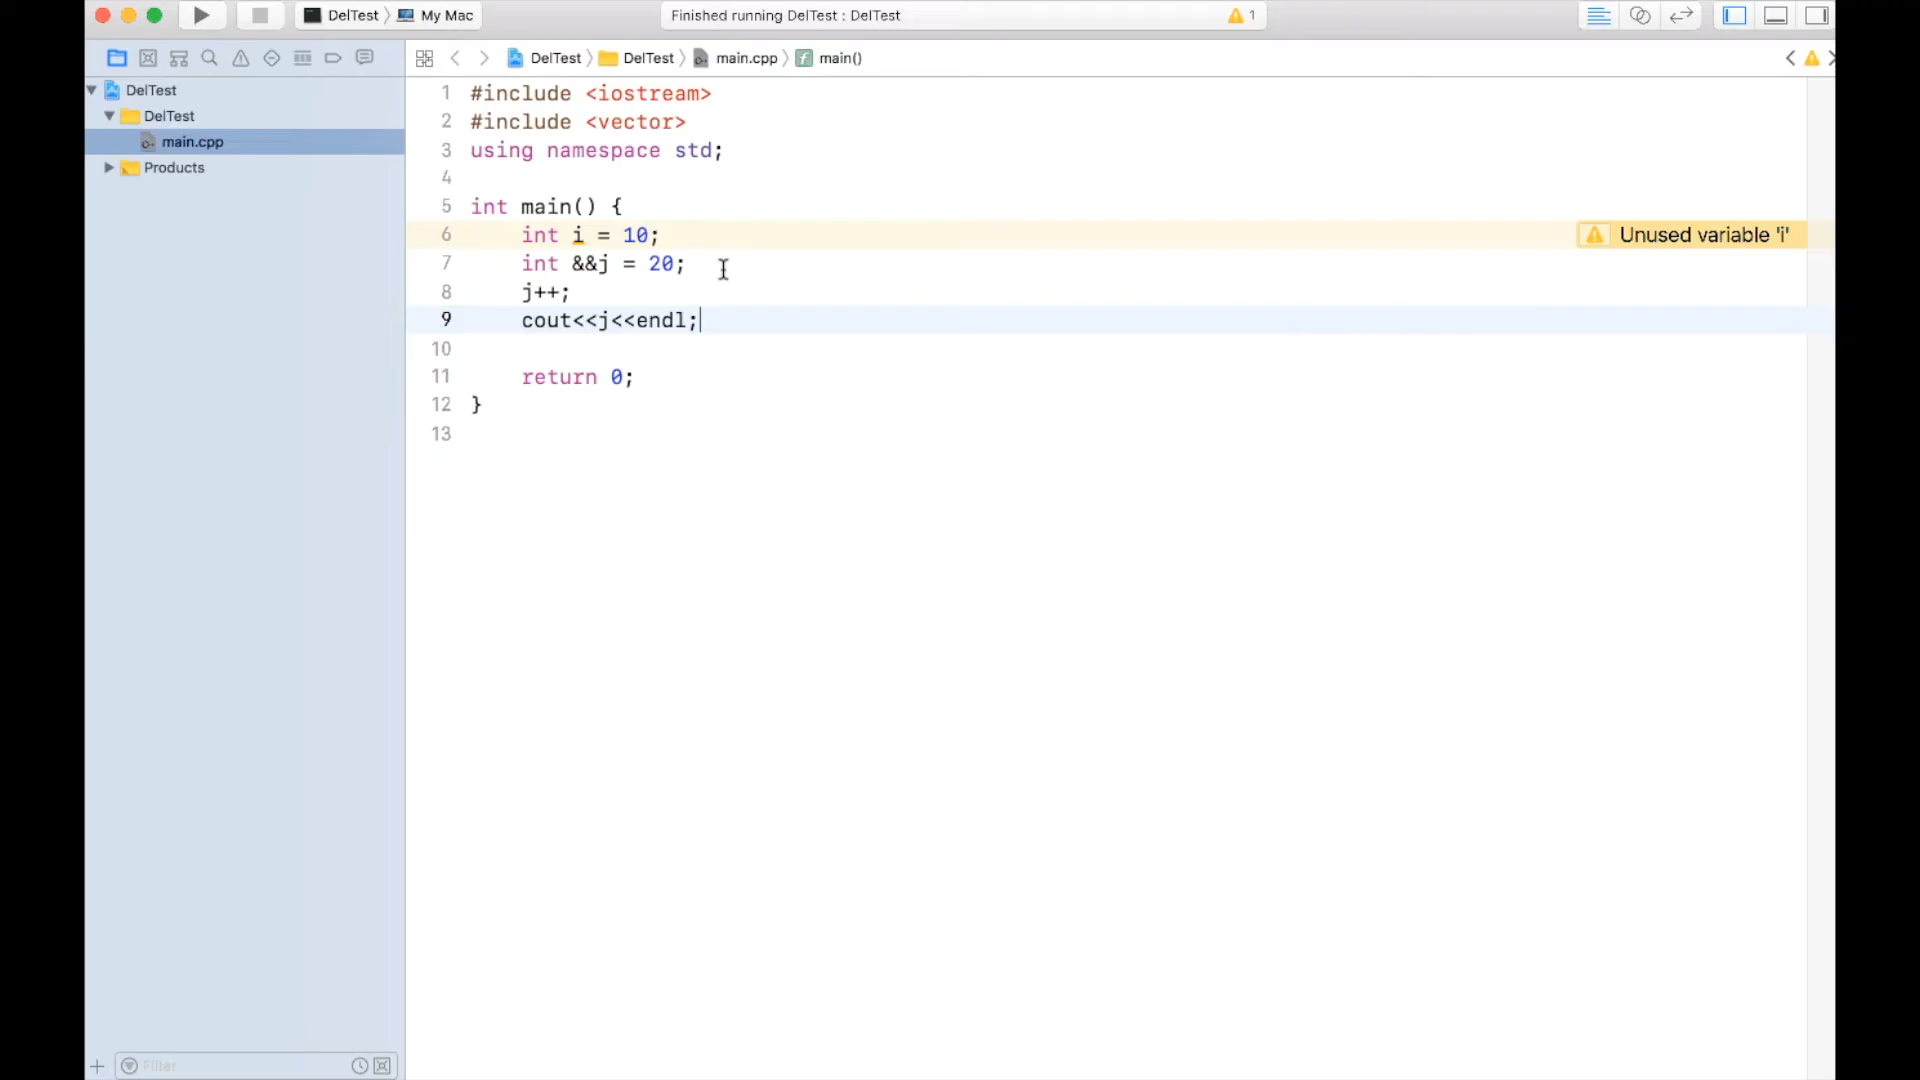 DelTest 〉 My Mac
Finished running DelTest : DelTest
1
DelTest 〉 DelTest 〉 main.cpp 〉 f main()
DelTest
DelTest
main.cpp
Products
1 #include <iostream>
2 #include <vector>
3 using namespace std;
4
5 int main() {
6     int i = 10;
Unused variable 'i'
7     int &&j = 20;
8     j++;
9     cout<<j<<endl;
10
11     return 0;
12 }
13
Filter